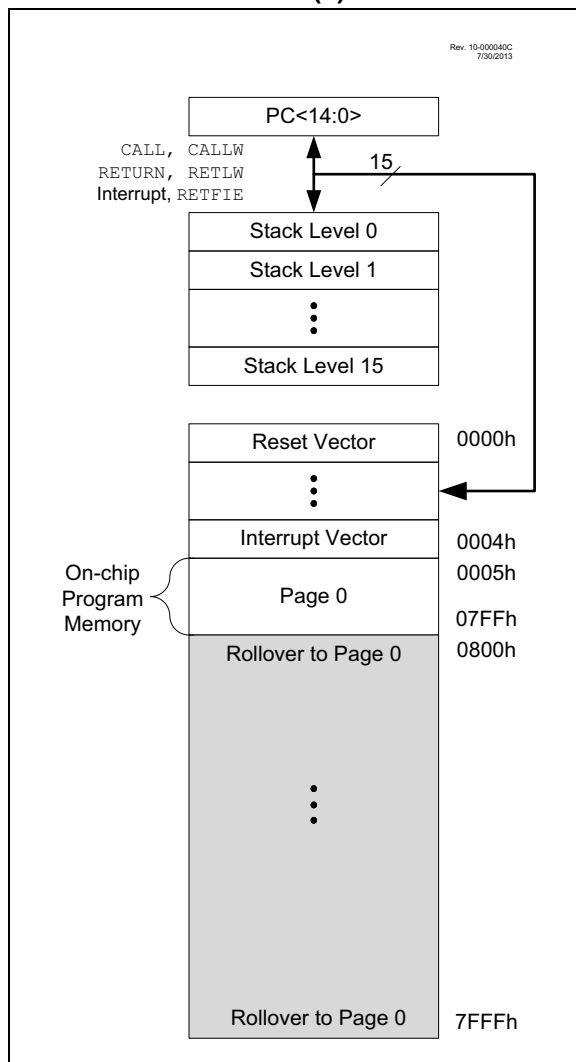 Rev. 10-000040C
7/30/2013
PC<14:0>
CALL, CALLW
RETURN, RETLW
Interrupt, RETFIE
15
Stack Level 0
Stack Level 1
Stack Level 15
Reset Vector
0000h
Interrupt Vector
0004h
On-chip
Program
Memory
0005h
Page 0
07FFh
Rollover to Page 0
0800h
Rollover to Page 0
7FFFh